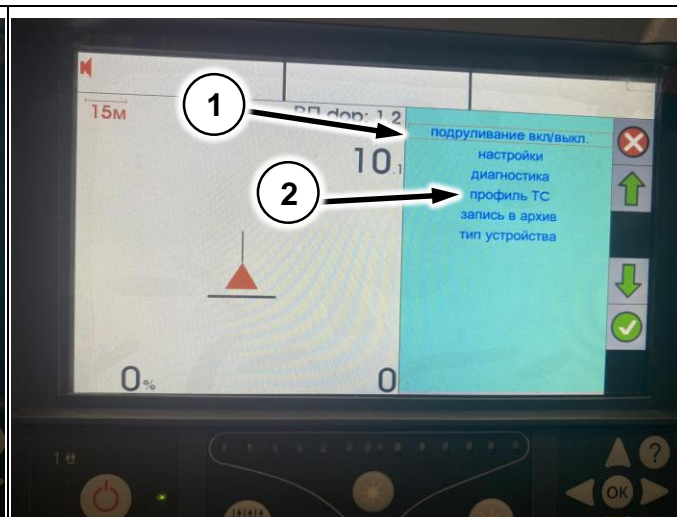 15м
1
ВП dop: 1.2
10.1
подруливание вкл/выкл.
настройки
диагностика
2
профиль ТС
запись в архив
тип устройства
0%
0
1
?
OK